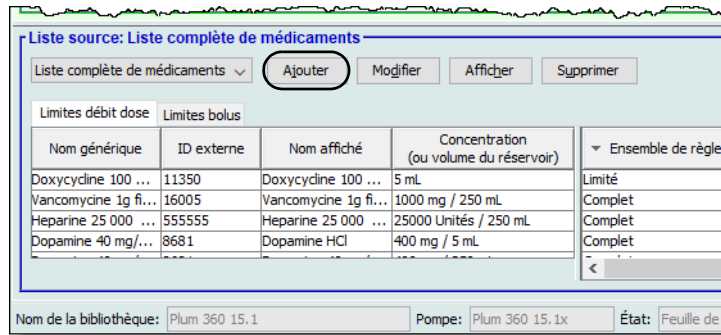 Liste source: Liste complète de médicaments
Liste complète de médicaments Ajouter Modifier Afficher Supprimer
Limites débit dose Limites bolus
Nom générique ID externe Nom affiché Concentration (ou volume du réservoir) Ensemble de règle
Doxycycline 100 ... 11350 Doxycycline 100 ... 5 mL Limité
Vancomycine 1g fi... 16005 Vancomycine 1g fi... 1000 mg / 250 mL Complet
Heparine 25 000 ... 555555 Heparine 25 000 ... 25000 Unités / 250 mL Complet
Dopamine 40 mg/... 8681 Dopamine HCl 400 mg / 5 mL Complet
Nom de la bibliothèque: Plum 360 15.1 Pompe: Plum 360 15.1x État: Feuille de